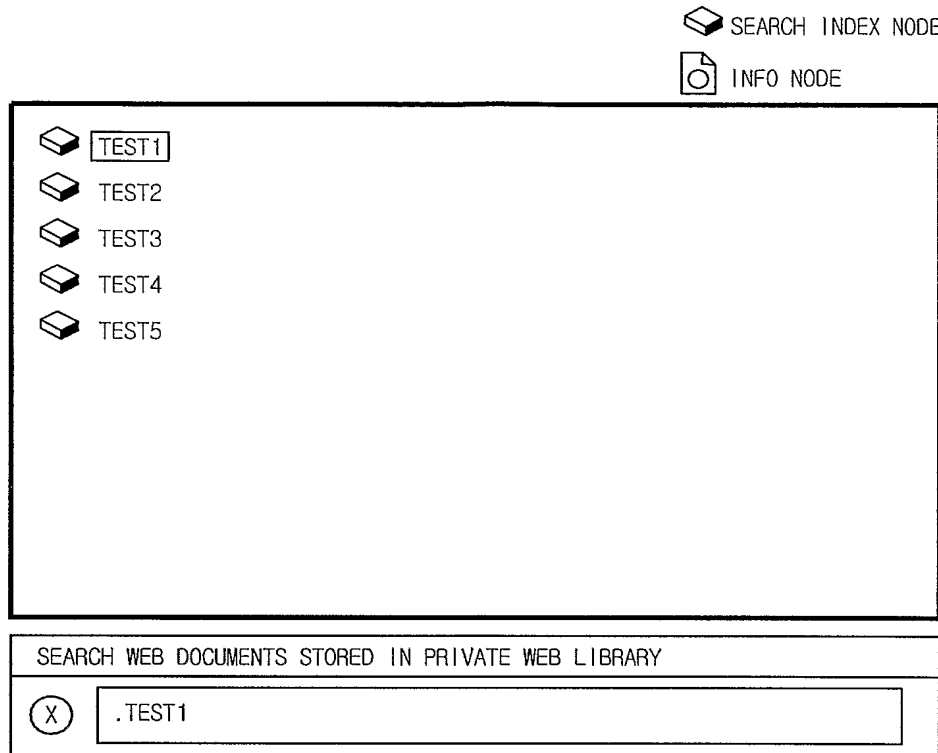 SEARCH INDEX NODE
INFO NODE
TEST1
TEST2
TEST3
TEST4
TEST5
SEARCH WEB DOCUMENTS STORED IN PRIVATE WEB LIBRARY
X .TEST1